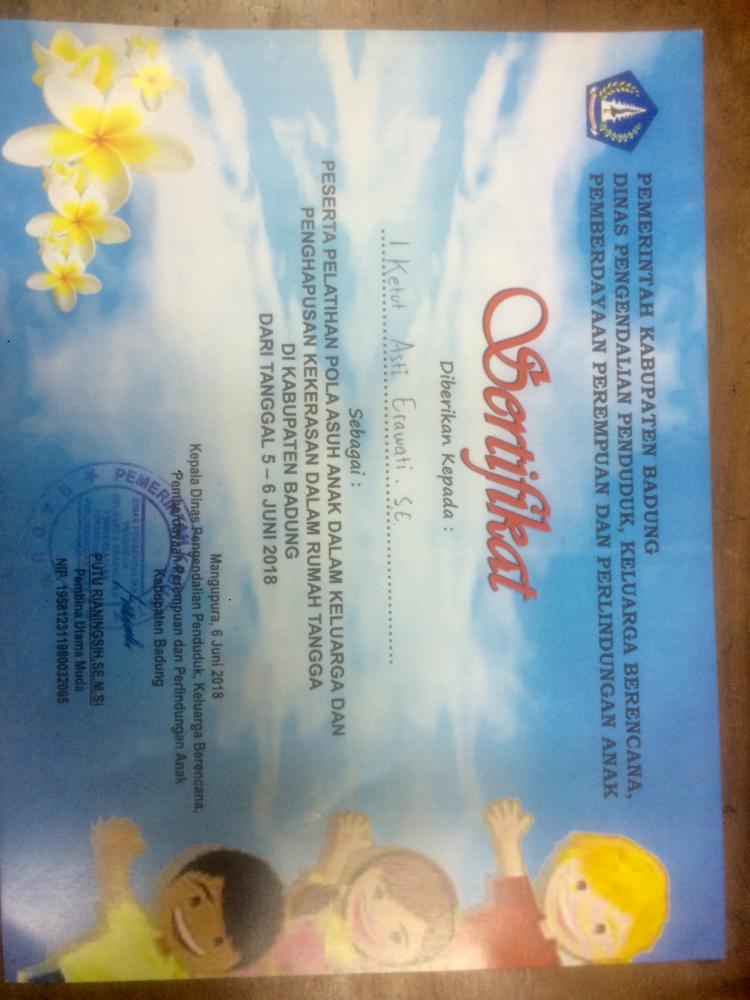 PEMERINTAH KABUPATEN BADUNG
DINAS PENGENDALIAN PENDUDUK, KELUARGA BERENCANA,
PEMBERDAYAAN PEREMPUAN DAN PERLINDUNGAN ANAK
Sertifikat
Diberikan Kepada :
I Ketut Asti Erawati . SE.
Sebagai :
PESERTA PELATIHAN POLA ASUH ANAK DALAM KELUARGA DAN
PENGHAPUSAN KEKERASAN DALAM RUMAH TANGGA
DI KABUPATEN BADUNG
DARI TANGGAL 5 – 6 JUNI 2018
Mangupura, 6 Juni 2018
Kepala Dinas Pengendalian Penduduk, Keluarga Berencana,
Pemberdayaan Perempuan dan Perlindungan Anak
Kabupaten Badung
PEMERINTAH
PUTU RIANINGSIH,SE,M.SI
Pembina Utama Muda
NIP. 195812311980032065